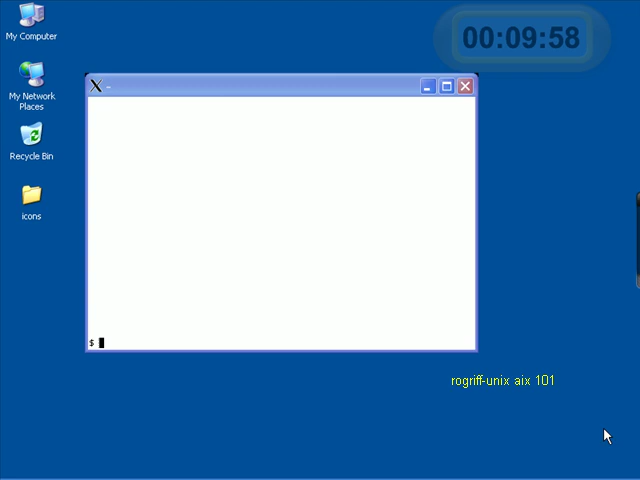 My Computer
00:09:58
X -
My Network
Places
Recycle Bin
icons
$
rogriff-unix aix 101